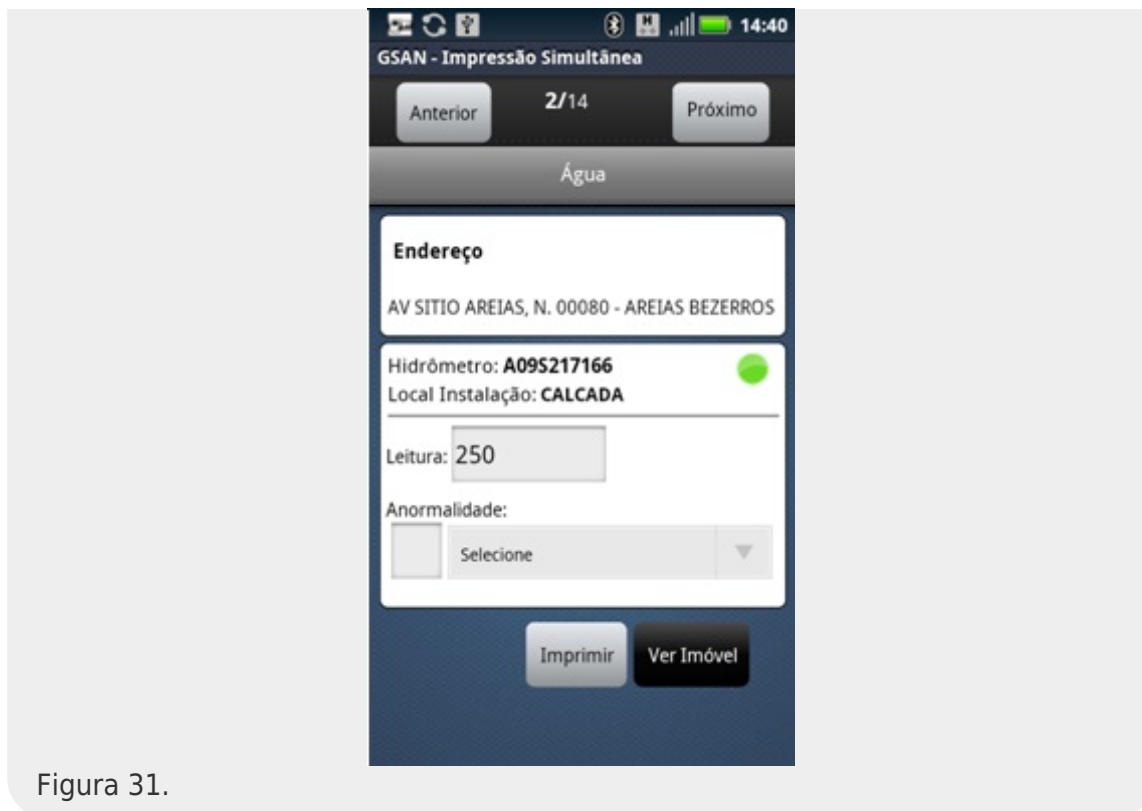 14:40
GSAN - Impressão Simultânea
Anterior 2/14 Próximo
Água
Endereço
AV SITIO AREIAS, N. 00080 - AREIAS BEZERROS
Hidrômetro: A09S217166
Local Instalação: CALCADA
Leitura: 250
Anormalidade:
Selecione
Imprimir Ver Imóvel
Figura 31.